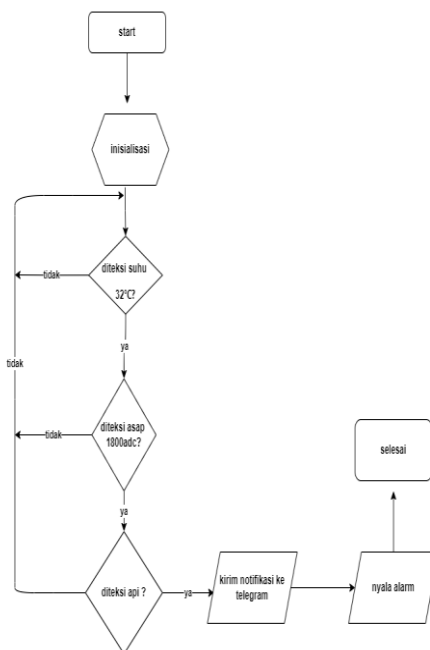 start
inisialisasi
diteksi suhu
32°C?
tidak
ya
tidak
diteksi asap
1800adc?
tidak
ya
diteksi api ?
ya
kirim notifikasi ke
telegram
nyala alarm
selesai